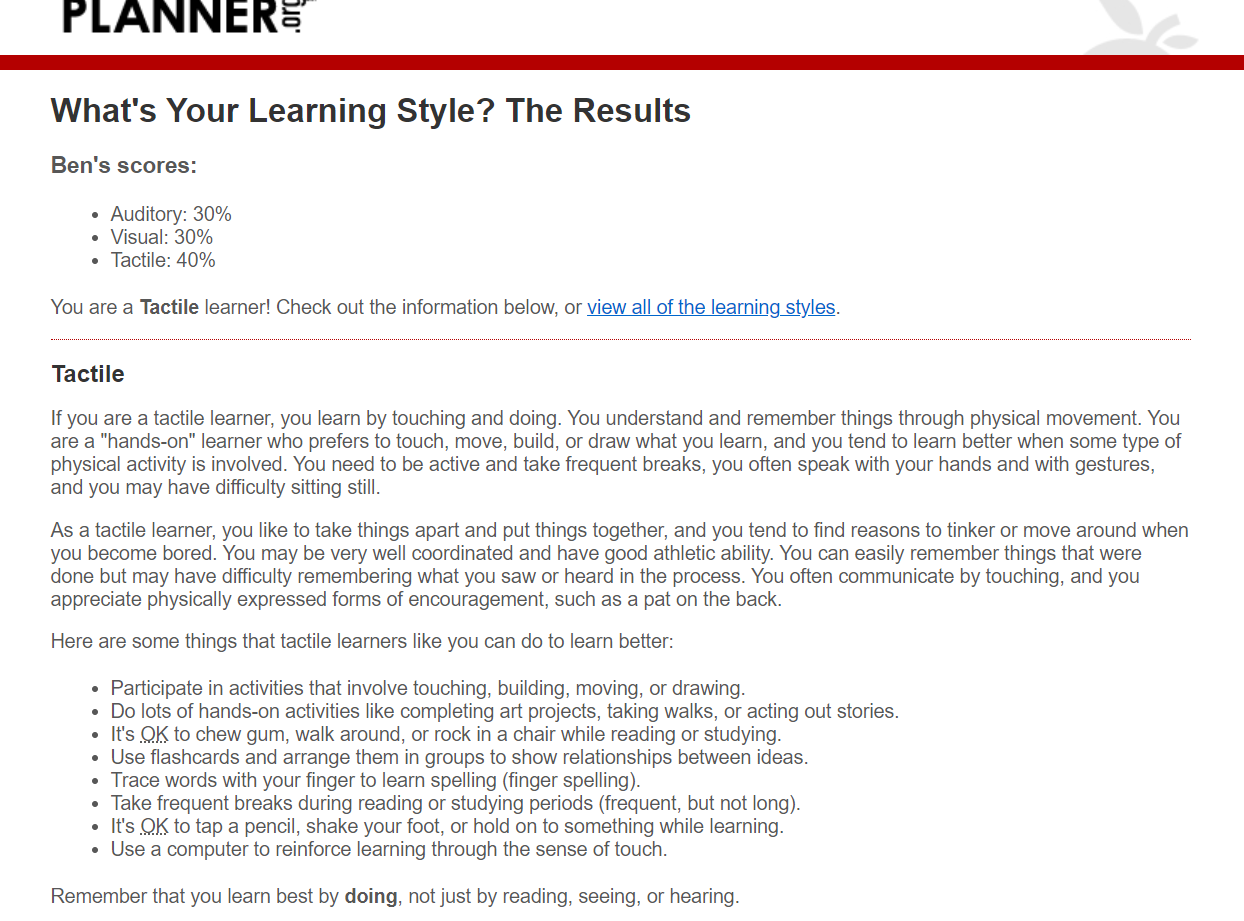 PLANNER.org
What's Your Learning Style? The Results
Ben's scores:
Auditory: 30%
Visual: 30%
Tactile: 40%
You are a Tactile learner! Check out the information below, or view all of the learning styles.
Tactile
If you are a tactile learner, you learn by touching and doing. You understand and remember things through physical movement. You
are a "hands-on" learner who prefers to touch, move, build, or draw what you learn, and you tend to learn better when some type of
physical activity is involved. You need to be active and take frequent breaks, you often speak with your hands and with gestures,
and you may have difficulty sitting still.
As a tactile learner, you like to take things apart and put things together, and you tend to find reasons to tinker or move around when
you become bored. You may be very well coordinated and have good athletic ability. You can easily remember things that were
done but may have difficulty remembering what you saw or heard in the process. You often communicate by touching, and you
appreciate physically expressed forms of encouragement, such as a pat on the back.
Here are some things that tactile learners like you can do to learn better:
Participate in activities that involve touching, building, moving, or drawing.
Do lots of hands-on activities like completing art projects, taking walks, or acting out stories.
It's OK to chew gum, walk around, or rock in a chair while reading or studying.
Use flashcards and arrange them in groups to show relationships between ideas.
Trace words with your finger to learn spelling (finger spelling).
Take frequent breaks during reading or studying periods (frequent, but not long).
It's OK to tap a pencil, shake your foot, or hold on to something while learning.
Use a computer to reinforce learning through the sense of touch.
Remember that you learn best by doing, not just by reading, seeing, or hearing.